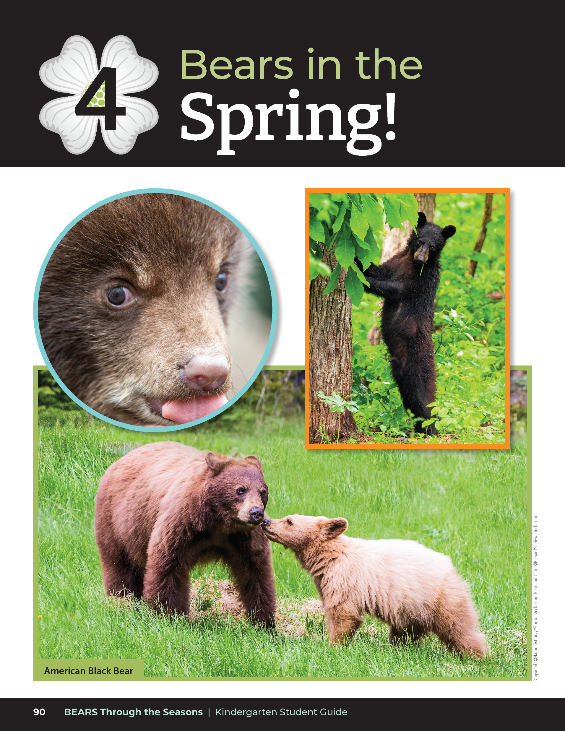 4
Bears in the
Spring!
American Black Bear
90 BEARS Through the Seasons | Kindergarten Student Guide